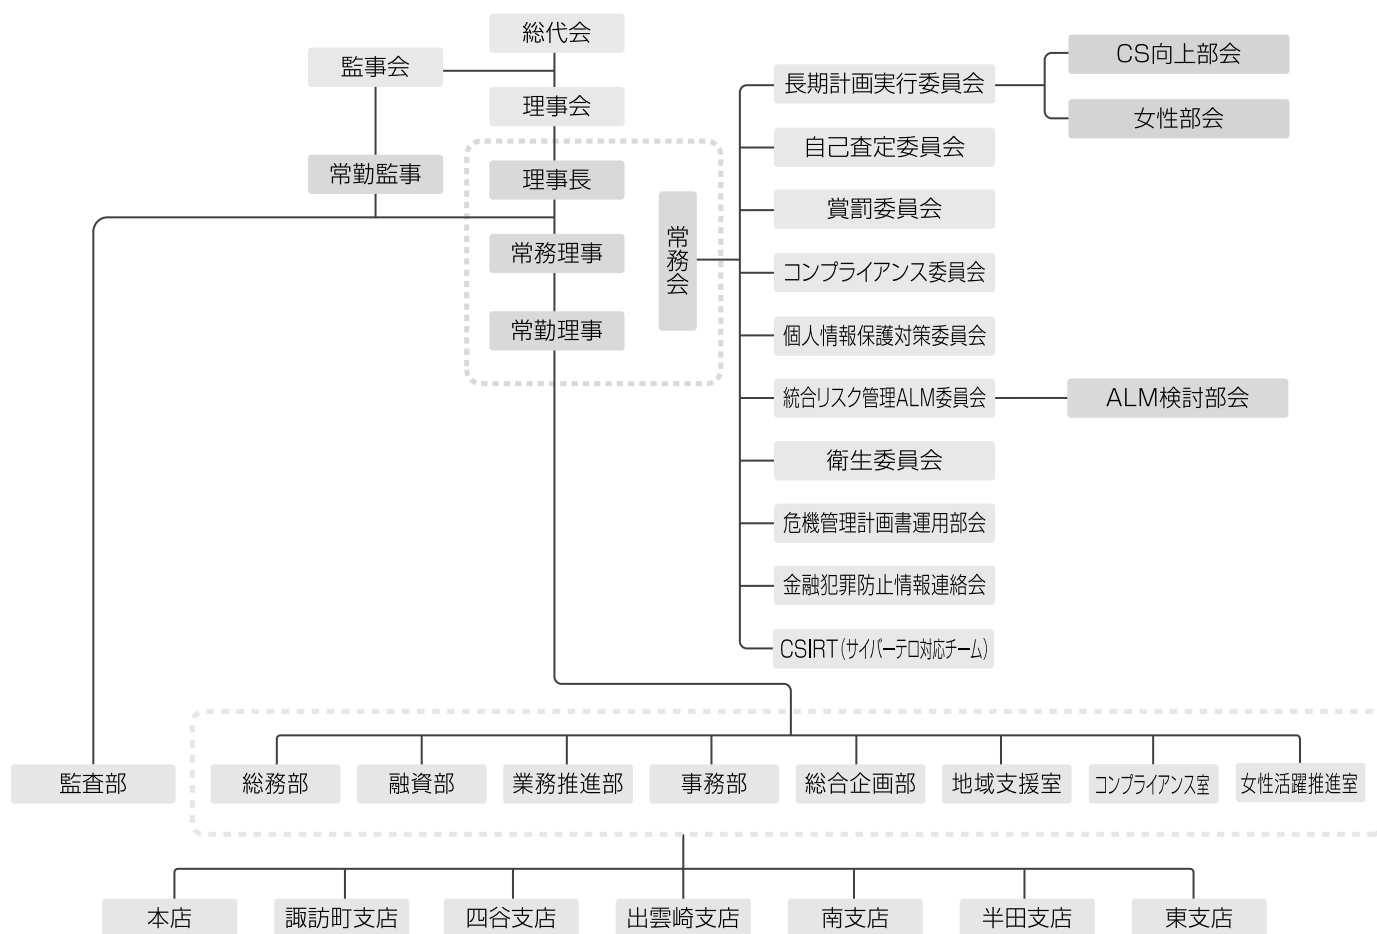 総代会
監事会
理事会
常勤監事
理事長
常務理事
常勤理事
常務会
長期計画実行委員会
CS向上部会
女性部会
自己査定委員会
賞罰委員会
コンプライアンス委員会
個人情報保護対策委員会
統合リスク管理ALM委員会
ALM検討部会
衛生委員会
危機管理計画書運用部会
金融犯罪防止情報連絡会
CSIRT(サイバーテロ対応チーム)
監査部
総務部
融資部
業務推進部
事務部
総合企画部
地域支援室
コンプライアンス室
女性活躍推進室
本店
諏訪町支店
四谷支店
出雲崎支店
南支店
半田支店
東支店